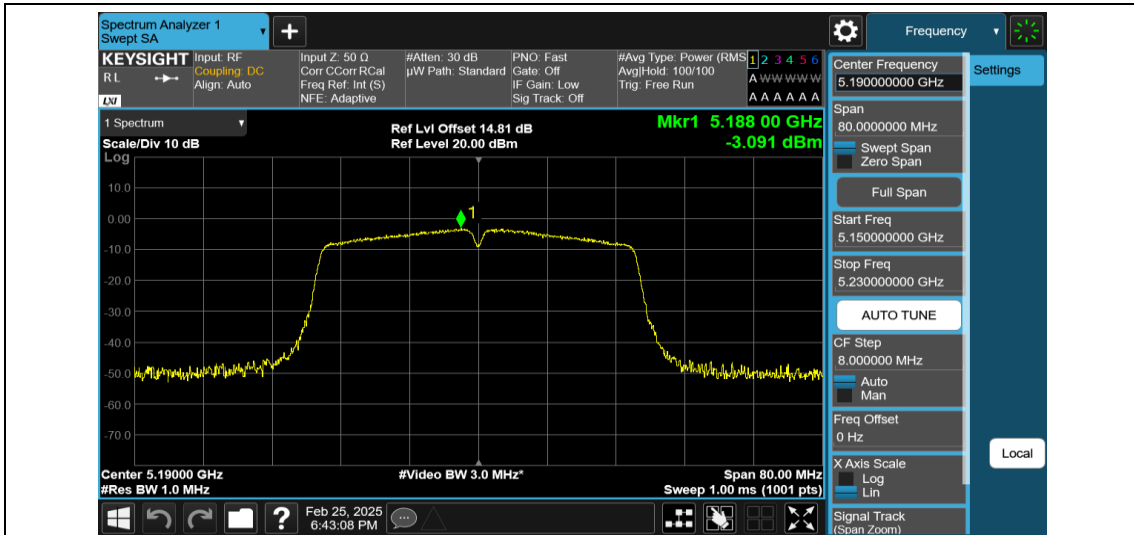 Spectrum Analyzer 1
Swept SA
Frequency
KEYSIGHT
R L
LXI
Input: RF
Coupling: DC
Align: Auto
Input Z: 50 Ω
Corr CCorr RCal
Freq Ref: Int (S)
NFE: Adaptive
#Atten: 30 dB
µW Path: Standard
PNO: Fast
Gate: Off
IF Gain: Low
Sig Track: Off
#Avg Type: Power (RMS
Avg|Hold: 100/100
Trig: Free Run
1 2 3 4 5 6
A W W W W W
A A A A A A
1 Spectrum
Scale/Div 10 dB
Log
Ref Lvl Offset 14.81 dB
Ref Level 20.00 dBm
Mkr1 5.188 00 GHz
-3.091 dBm
10.0
0.00
-10.0
-20.0
-30.0
-40.0
-50.0
-60.0
-70.0
1
Center 5.19000 GHz
#Res BW 1.0 MHz
#Video BW 3.0 MHz*
Span 80.00 MHz
Sweep 1.00 ms (1001 pts)
Feb 25, 2025
6:43:08 PM
Center Frequency
5.190000000 GHz
Span
80.0000000 MHz
Swept Span
Zero Span
Full Span
Start Freq
5.150000000 GHz
Stop Freq
5.230000000 GHz
AUTO TUNE
CF Step
8.000000 MHz
Auto
Man
Freq Offset
0 Hz
X Axis Scale
Log
Lin
Signal Track
(Span Zoom)
Settings
Local